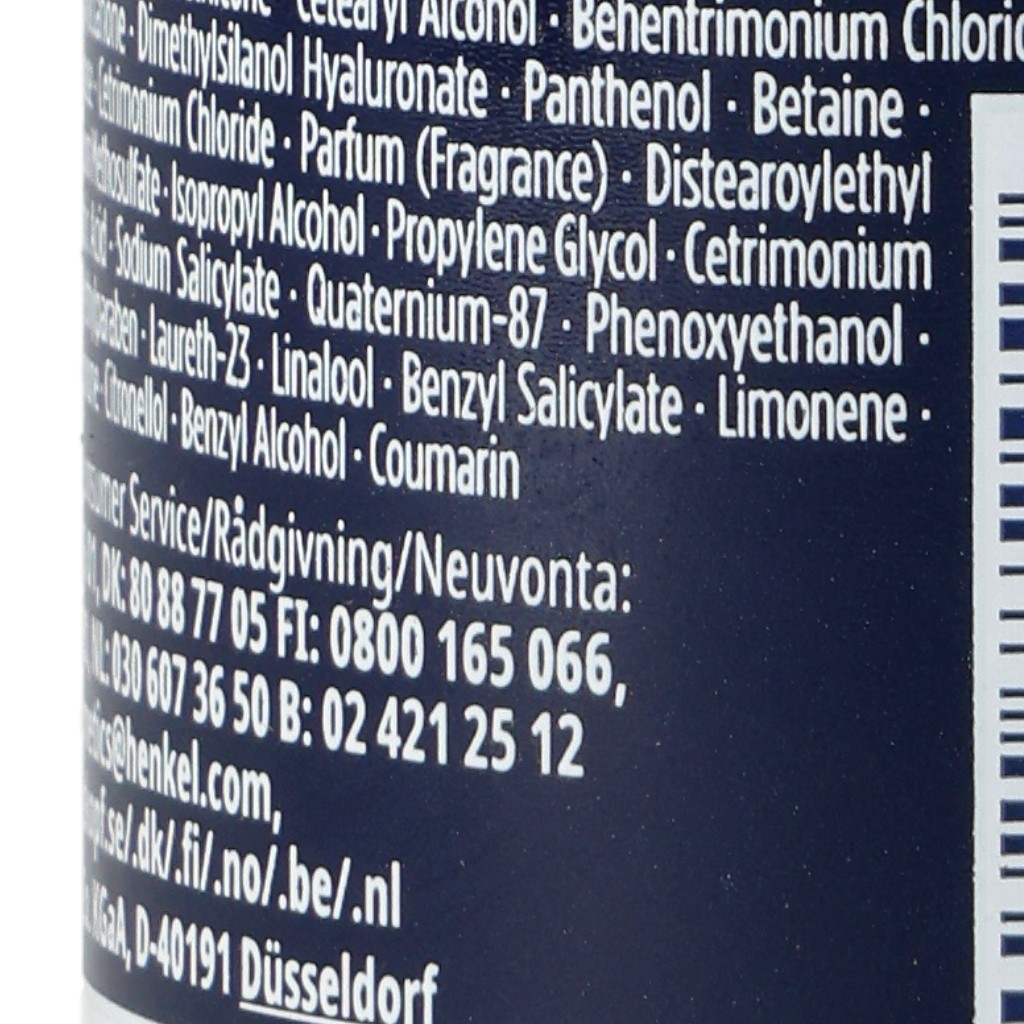 Cetearyl Alcohol · Behentrimonium
· Dimethylsilanol Hyaluronate · Panthenol · Betaine ·
Cetrimonium Chloride · Parfum (Fragrance) · Distearoylethyl
· Isopropyl Alcohol · Propylene Glycol · Cetrimonium
Acid · Sodium Salicylate · Quaternium-87 · Phenoxyethanol ·
· Laureth-23 · Linalool · Benzyl Salicylate · Limonene ·
· Citronellol · Benzyl Alcohol · Coumarin
Service/Rådgivning/Neuvonta:
DK: 80 88 77 05 FI: 0800 165 066,
NL: 030 607 36 50 B: 02 421 25 12
@henkel.com,
.se/.dk/.fi/.no/.be/.nl
KGaA, D-40191 Düsseldorf